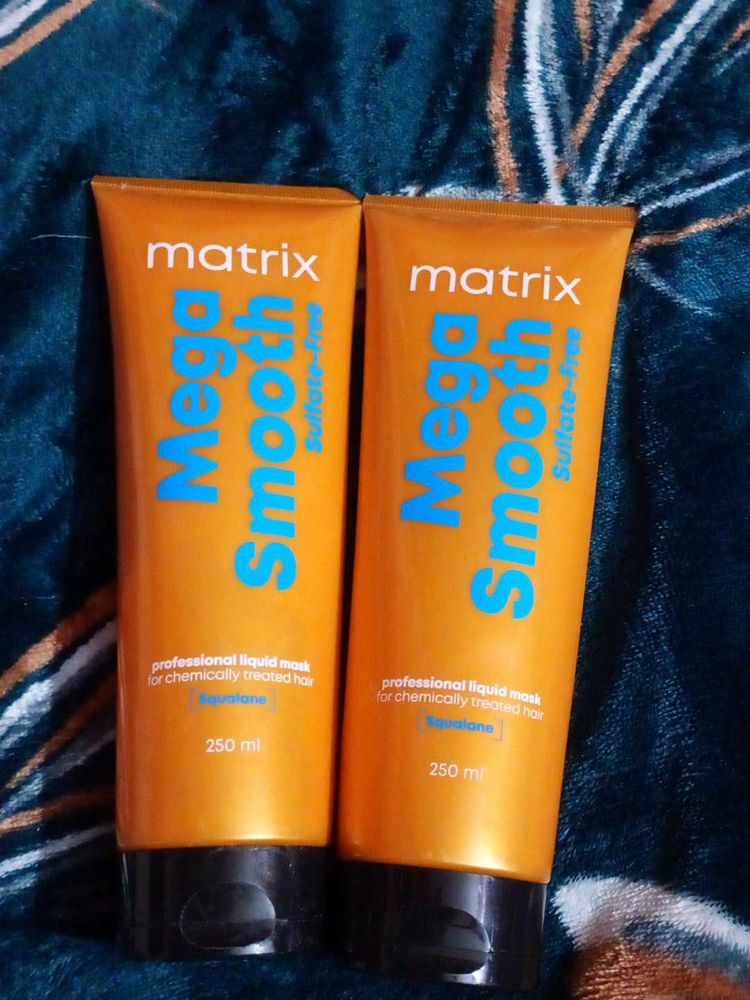 matrix
Mega
Smooth
Sulfate-Free
professional liquid mask
for chemically treated hair
[Squalane]
250 ml
matrix
Mega
Smooth
Sulfate-Free
professional liquid mask
for chemically treated hair
[Squalane]
250 ml